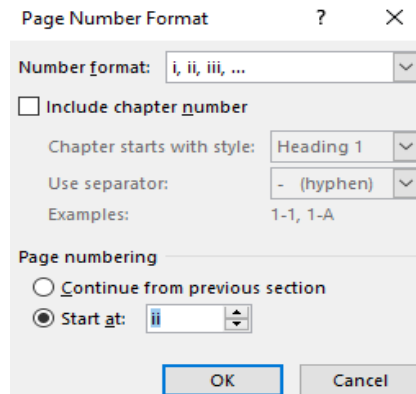 Page Number Format ? ×
Number format: i, ii, iii, ...
Include chapter number
Chapter starts with style: Heading 1
Use separator: - (hyphen)
Examples: 1-1, 1-A
Page numbering
Continue from previous section
Start at: ii
OK Cancel